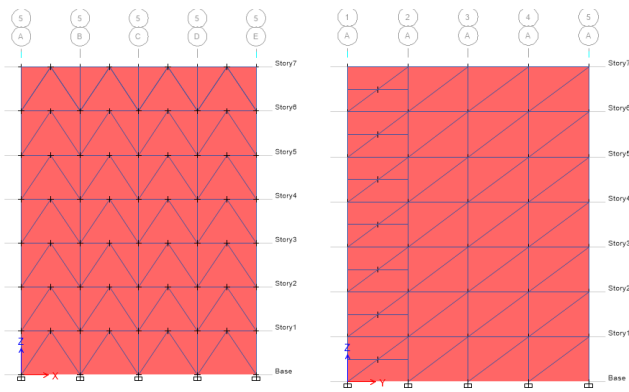 5 5 5 5 5
A B C D E
Story7
Story6
Story5
Story4
Story3
Story2
Story1
Z
X
Base
1 2 3 4 5
A A A A A
Story7
Story6
Story5
Story4
Story3
Story2
Story1
Z
Y
Base